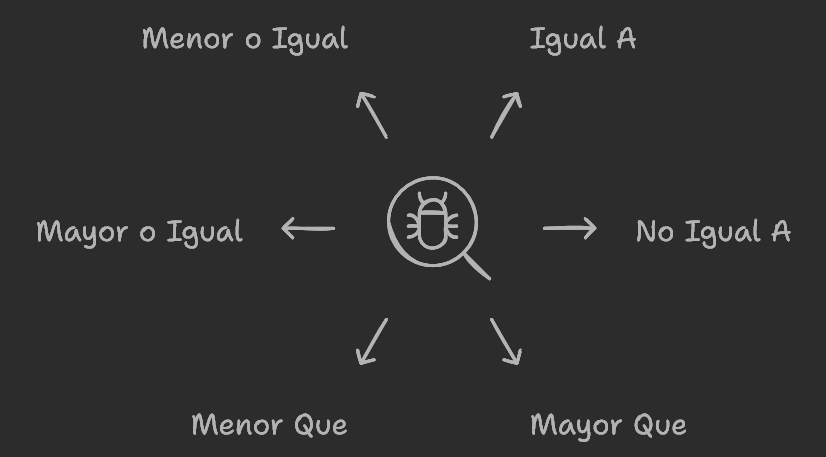 Menor o Igual
Igual A
Mayor o Igual
No Igual A
Menor Que
Mayor Que